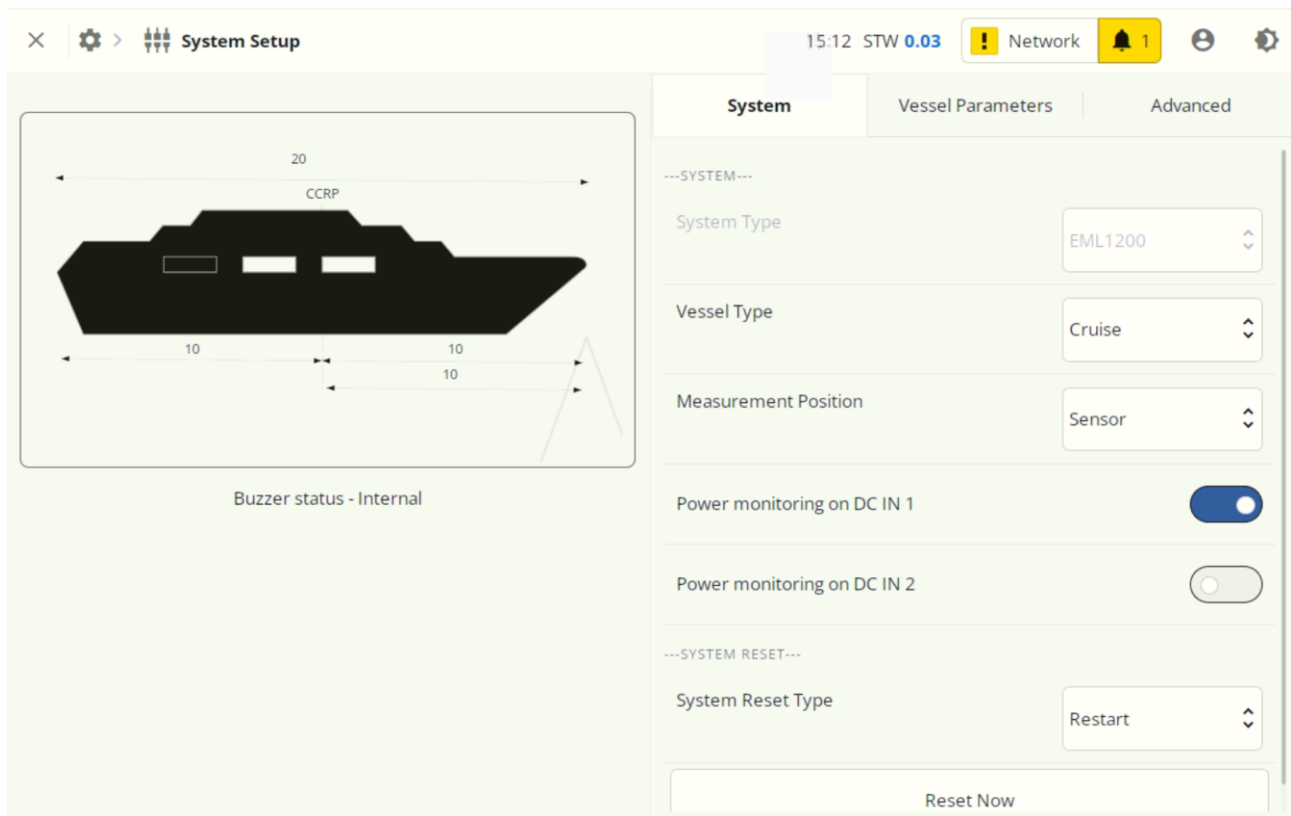 System Setup
15:12 STW 0.03
! Network
1
System
Vessel Parameters
Advanced
20
CCRP
10
10
10
Buzzer status - Internal
---SYSTEM---
System Type
EML1200
Vessel Type
Cruise
Measurement Position
Sensor
Power monitoring on DC IN 1
Power monitoring on DC IN 2
---SYSTEM RESET---
System Reset Type
Restart
Reset Now